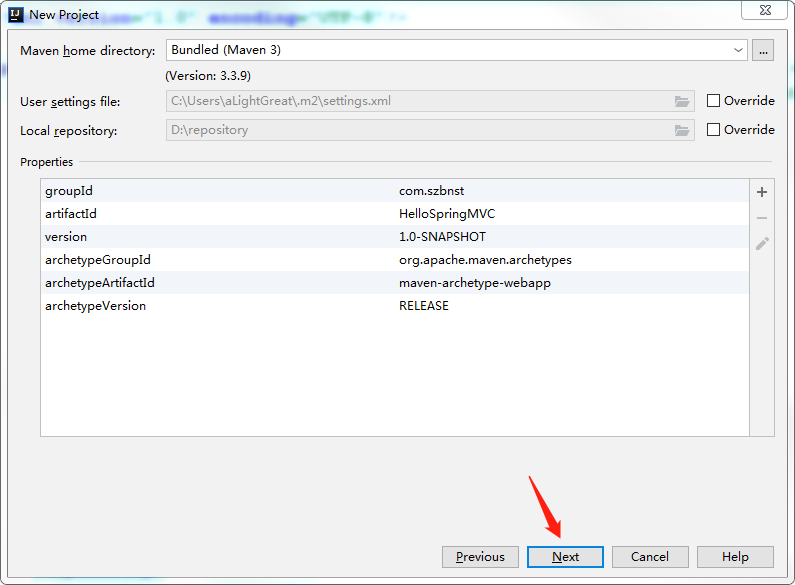 New Project
Maven home directory: Bundled (Maven 3) ...
(Version: 3.3.9)
User settings file: C:\Users\aLightGreat\.m2\settings.xml Override
Local repository: D:\repository Override
Properties
groupId com.szbnst
artifactId HelloSpringMVC
version 1.0-SNAPSHOT
archetypeGroupId org.apache.maven.archetypes
archetypeArtifactId maven-archetype-webapp
archetypeVersion RELEASE
Previous Next Cancel Help